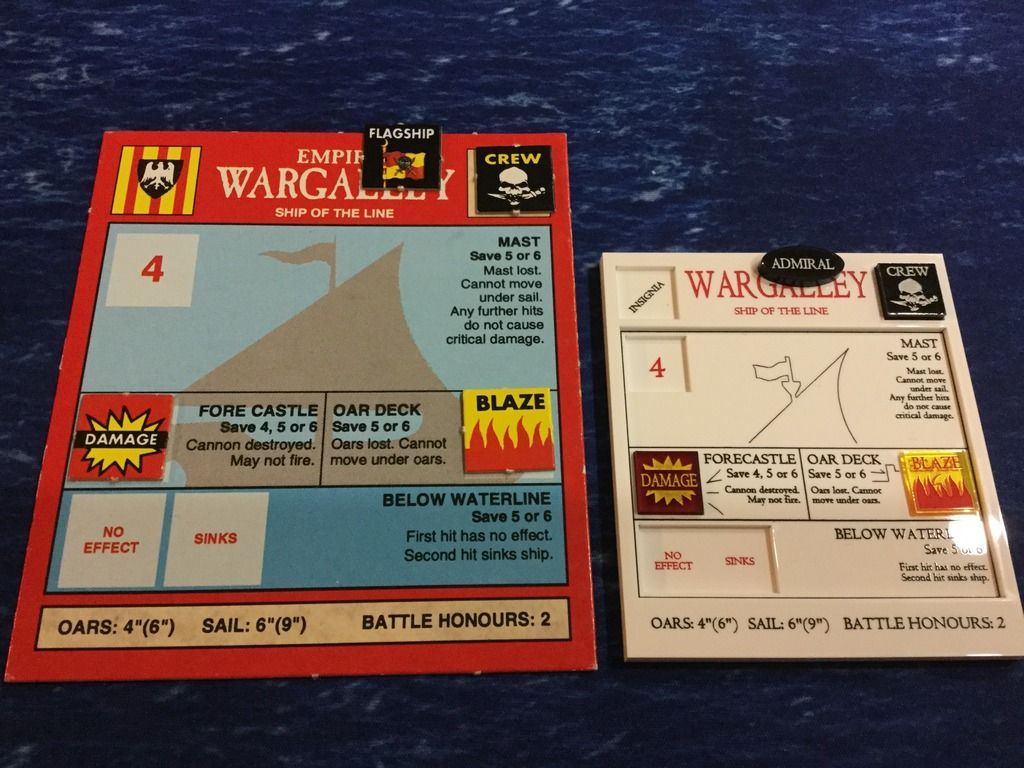 FLAGSHIP
CREW
WARGALLEY
SHIP OF THE LINE
4
MAST
Save 5 or 6
Mast lost.
Cannot move
under sail.
Any further hits
do not cause
critical damage.
DAMAGE
FORE CASTLE
Save 4, 5 or 6
Cannon destroyed.
May not fire.
OAR DECK
Save 5 or 6
Oars lost. Cannot
move under oars.
BLAZE
NO
EFFECT
SINKS
BELOW WATERLINE
Save 5 or 6
First hit has no effect.
Second hit sinks ship.
OARS: 4"(6") SAIL: 6"(9") BATTLE HONOURS: 2
INSIGNIA
ADMIRAL
CREW
WARGALLEY
SHIP OF THE LINE
4
MAST
Save 5 or 6
Mast lost.
Cannot move
under sail.
Any further hits
do not cause
critical damage.
DAMAGE
FORECASTLE
Save 4, 5 or 6
Cannon destroyed.
May not fire.
OAR DECK
Save 5 or 6
Oars lost. Cannot
move under oars.
BLAZE
NO
EFFECT
SINKS
BELOW WATERLINE
Save 5 or 6
First hit has no effect.
Second hit sinks ship.
OARS: 4"(6") SAIL: 6"(9") BATTLE HONOURS: 2